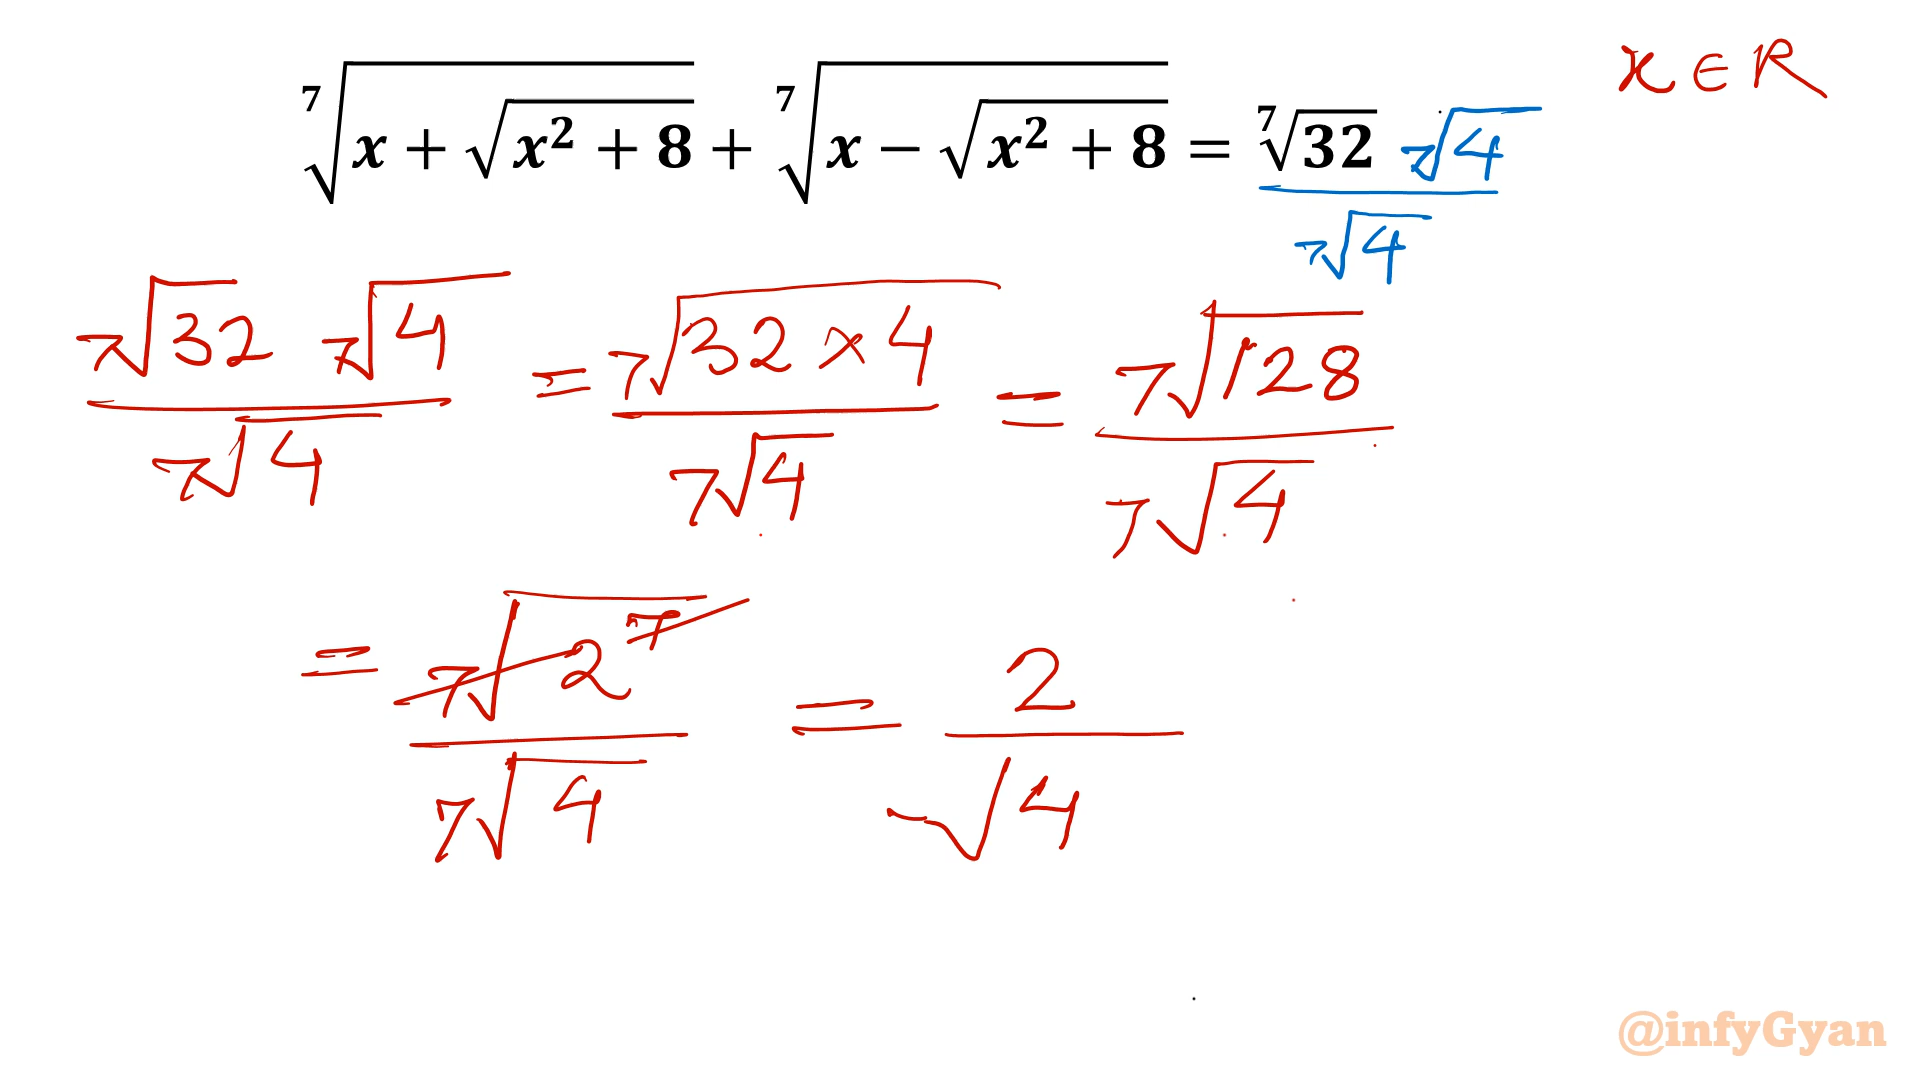 ⁷√(x + √(x² + 8)) + ⁷√(x − √(x² + 8)) = ⁷√32 ⁷√4 / ⁷√4    x ∈ R
⁷√32 ⁷√4 / ⁷√4 = ⁷√(32 × 4) / ⁷√4 = ⁷√128 / ⁷√4
= ⁷√2⁷ / ⁷√4 = 2 / √4
@infyGyan